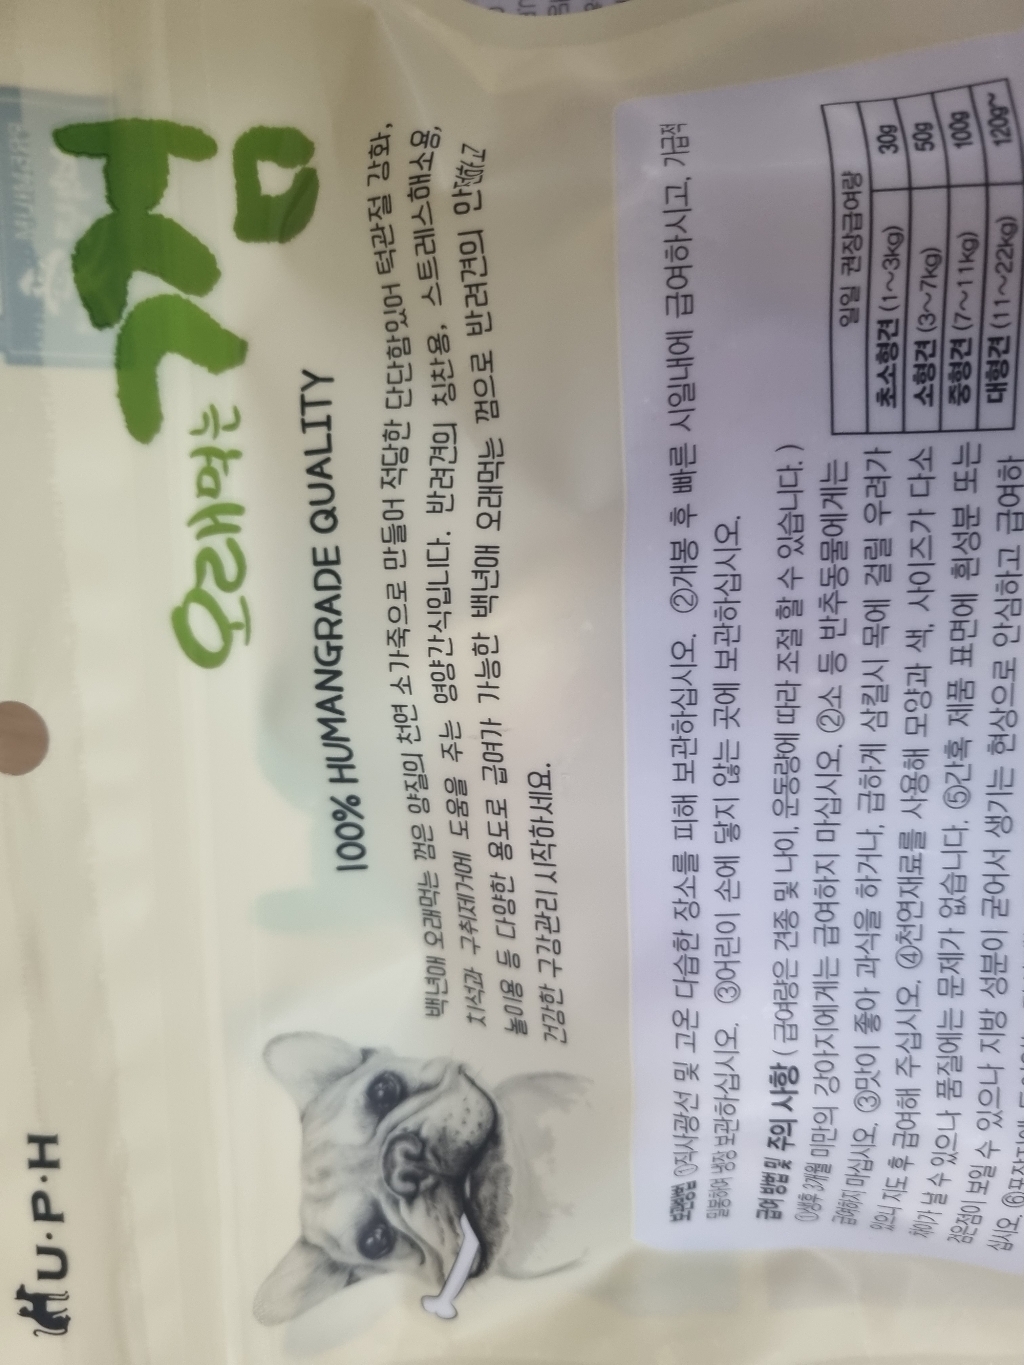 HU·P·H
오래먹는 껌
100% HUMANGRADE QUALITY
백년애 오래먹는 껌은 양질의 천연 소가죽으로 만들어 적당한 단단함있어 턱관절 강화,
치석과 구취제거에 도움을 주는 영양간식입니다. 반려견의 칭찬용, 스트레스해소용,
놀이용 등 다양한 용도로 급여가 가능한 백년애 오래먹는 껌으로 반려견의 안전하고
건강한 구강관리 시작하세요.
보관방법 ①직사광선 및 고온 다습한 장소를 피해 보관하십시오. ②개봉 후 빠른 시일내에 급여하시고, 가급적
밀봉하여 냉장 보관하십시오. ③어린이 손에 닿지 않는 곳에 보관하십시오.
급여 방법 및 주의 사항 ( 급여량은 견종 및 나이, 운동량에 따라 조절 할 수 있습니다. )
①생후 3개월 미만의 강아지에게는 급여하지 마십시오. ②소 등 반추동물에게는
급여하지 마십시오. ③맛이 좋아 과식을 하거나, 급하게 삼킬시 목에 걸릴 우려가
있으니 지도 후 급여해 주십시오. ④천연재료를 사용해 모양과 색, 사이즈가 다소
차이가 날 수 있으나 품질에는 문제가 없습니다. ⑤간혹 제품 표면에 흰성분 또는
검은점이 보일 수 있으나 지방 성분이 굳어서 생기는 현상으로 안심하고 급여하
십시오. ⑥포장지에
일일 권장급여량
초소형견 (1~3kg) 30g
소형견 (3~7kg) 50g
중형견 (7~11kg) 100g
대형견 (11~22kg) 120g~